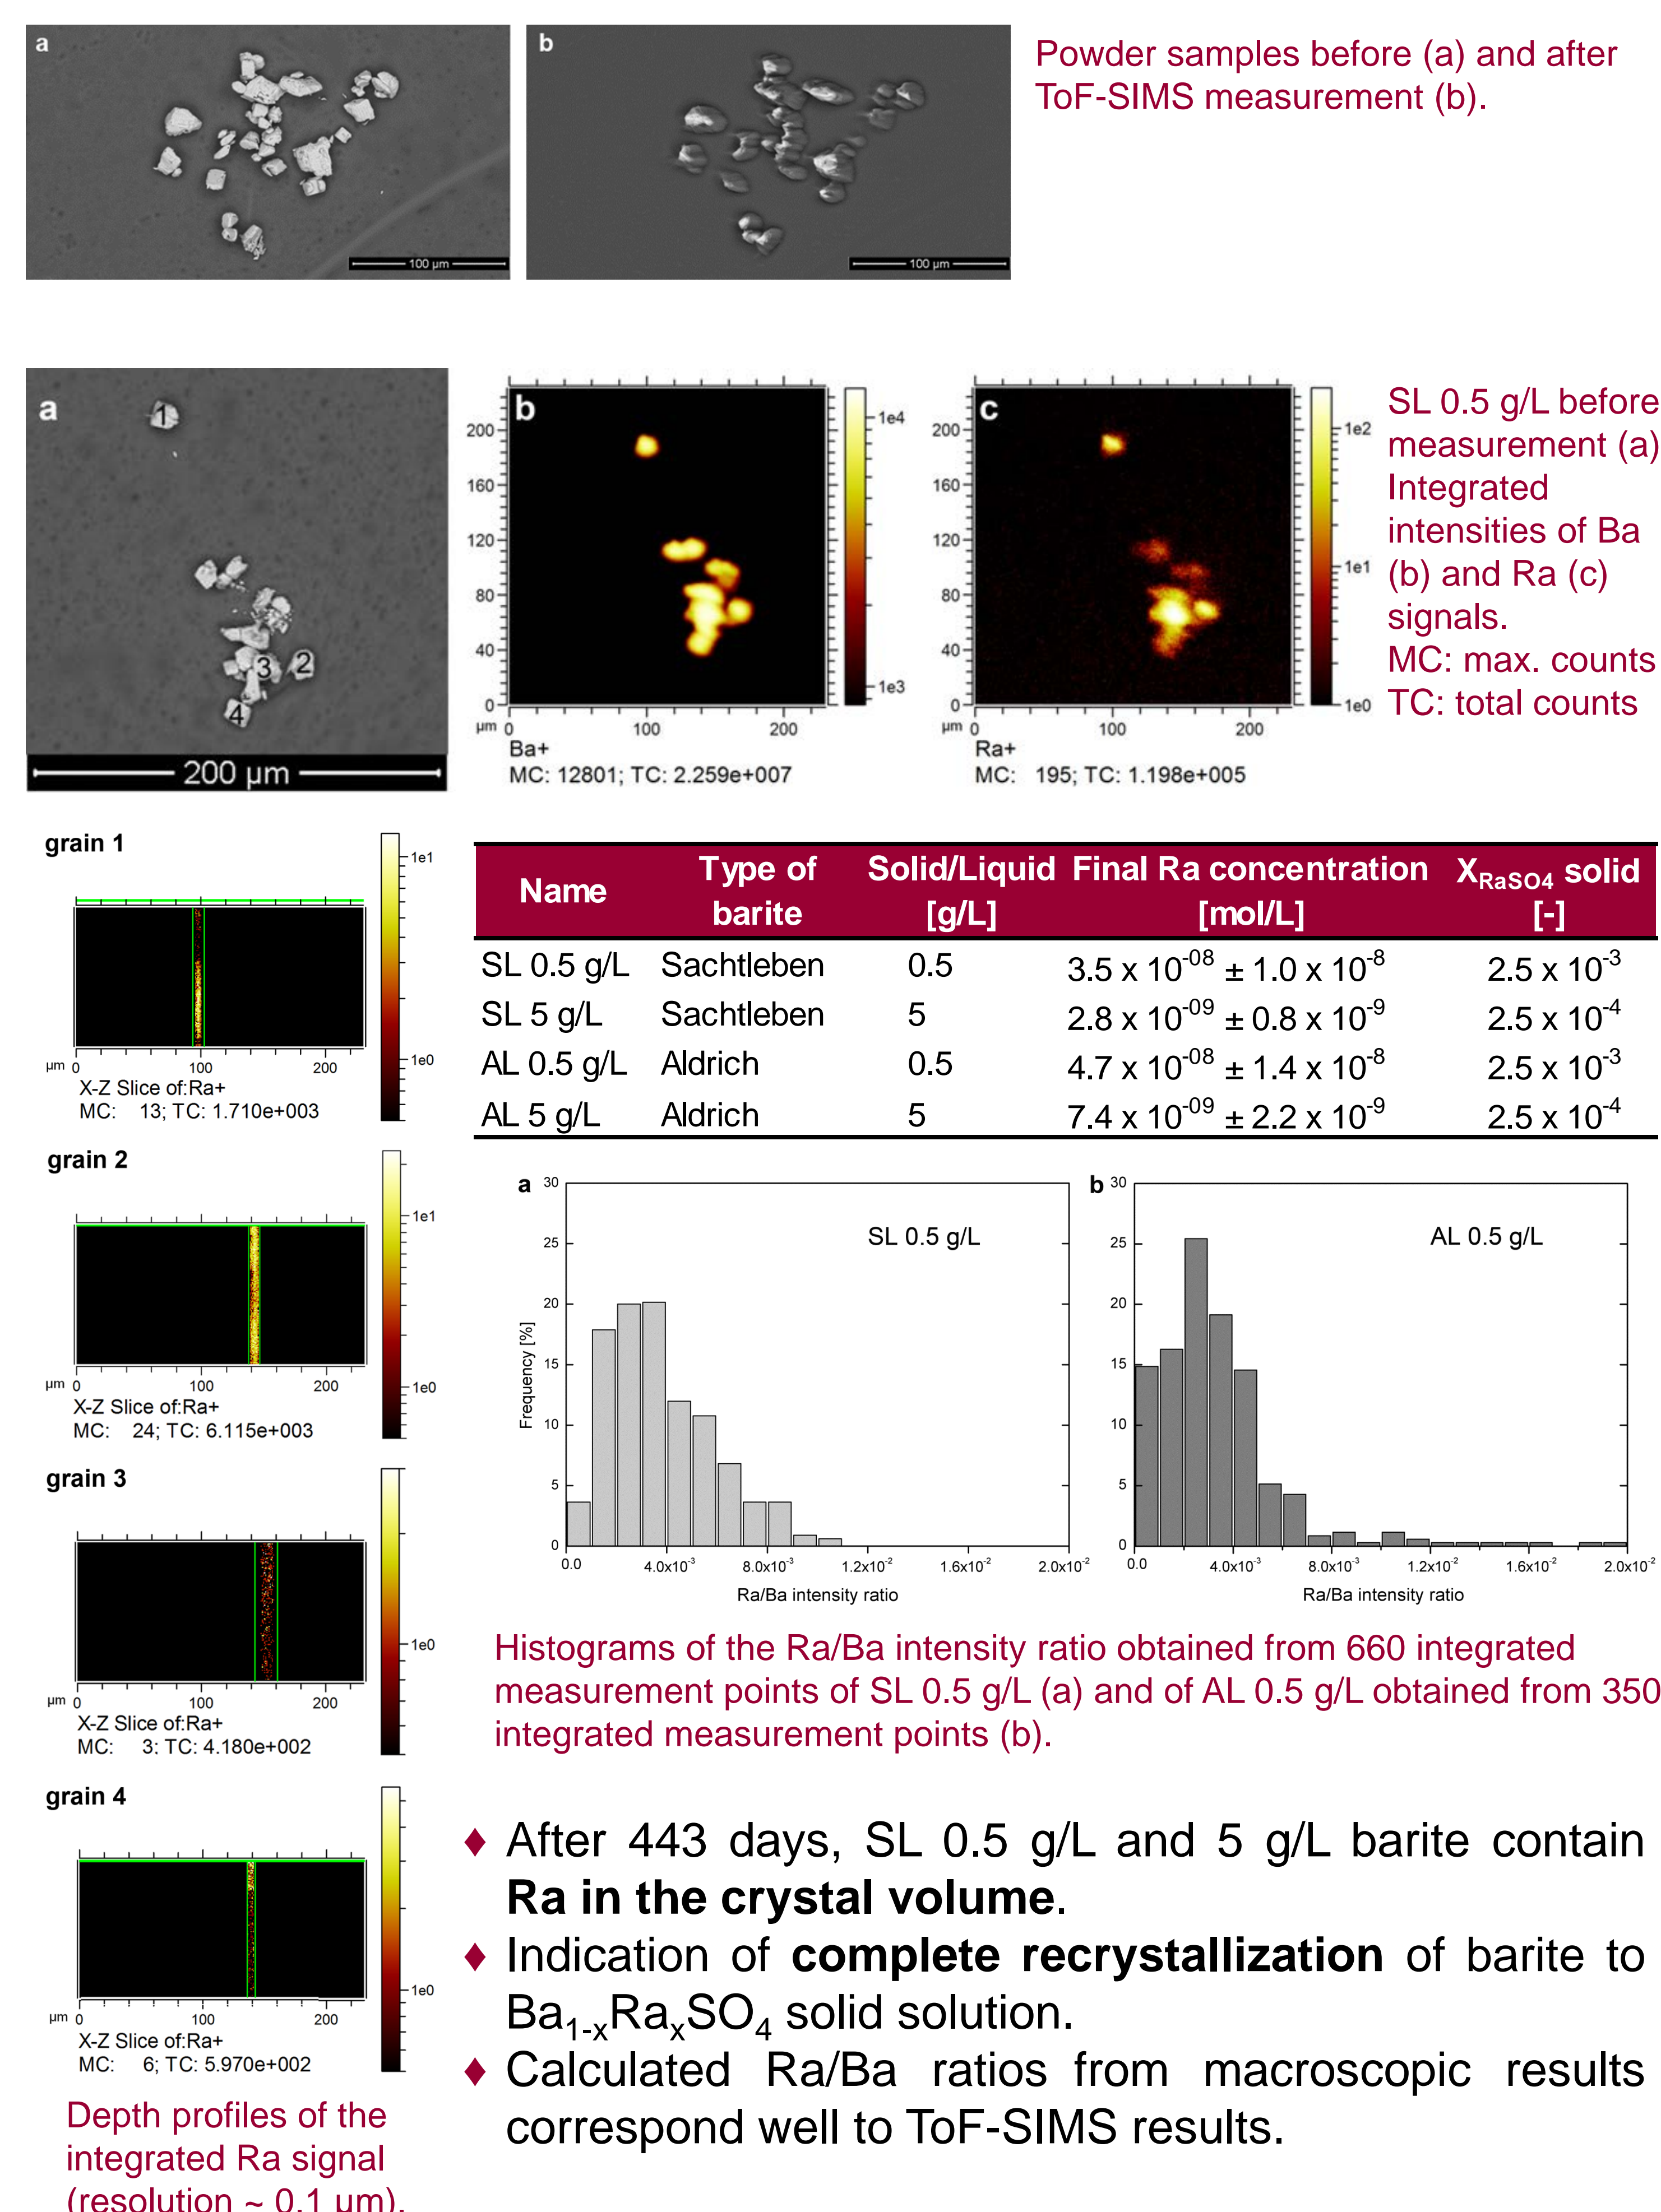 a
b
100 µm
100 µm
Powder samples before (a) and after
ToF-SIMS measurement (b).
a
1
2
3
4
200 µm
b
200
160
120
80
40
0
µm 0 100 200
1e4
1e3
Ba+
MC: 12801; TC: 2.259e+007
c
200
160
120
80
40
0
µm 0 100 200
1e2
1e1
1e0
Ra+
MC: 195; TC: 1.198e+005
SL 0.5 g/L before
measurement (a)
Integrated
intensities of Ba
(b) and Ra (c)
signals.
MC: max. counts
TC: total counts
grain 1
1e1
1e0
µm 0 100 200
X-Z Slice of:Ra+
MC: 13; TC: 1.710e+003
grain 2
1e1
1e0
µm 0 100 200
X-Z Slice of:Ra+
MC: 24; TC: 6.115e+003
grain 3
1e0
µm 0 100 200
X-Z Slice of:Ra+
MC: 3: TC: 4.180e+002
grain 4
1e0
µm 0 100 200
X-Z Slice of:Ra+
MC: 6; TC: 5.970e+002
Depth profiles of the
integrated Ra signal
(resolution ~ 0.1 µm).
Name Type of barite Solid/Liquid [g/L] Final Ra concentration [mol/L] X_RaSO4 solid [-]
SL 0.5 g/L Sachtleben 0.5 3.5 x 10^-08 ± 1.0 x 10^-8 2.5 x 10^-3
SL 5 g/L Sachtleben 5 2.8 x 10^-09 ± 0.8 x 10^-9 2.5 x 10^-4
AL 0.5 g/L Aldrich 0.5 4.7 x 10^-08 ± 1.4 x 10^-8 2.5 x 10^-3
AL 5 g/L Aldrich 5 7.4 x 10^-09 ± 2.2 x 10^-9 2.5 x 10^-4
a
SL 0.5 g/L
30
25
20
15
10
5
0
Frequency [%]
0.0 4.0x10^-3 8.0x10^-3 1.2x10^-2 1.6x10^-2 2.0x10^-2
Ra/Ba intensity ratio
b
AL 0.5 g/L
30
25
20
15
10
5
0
0.0 4.0x10^-3 8.0x10^-3 1.2x10^-2 1.6x10^-2 2.0x10^-2
Ra/Ba intensity ratio
Histograms of the Ra/Ba intensity ratio obtained from 660 integrated
measurement points of SL 0.5 g/L (a) and of AL 0.5 g/L obtained from 350
integrated measurement points (b).
♦ After 443 days, SL 0.5 g/L and 5 g/L barite contain
Ra in the crystal volume.
♦ Indication of complete recrystallization of barite to
Ba_1-xRa_xSO_4 solid solution.
♦ Calculated Ra/Ba ratios from macroscopic results
correspond well to ToF-SIMS results.